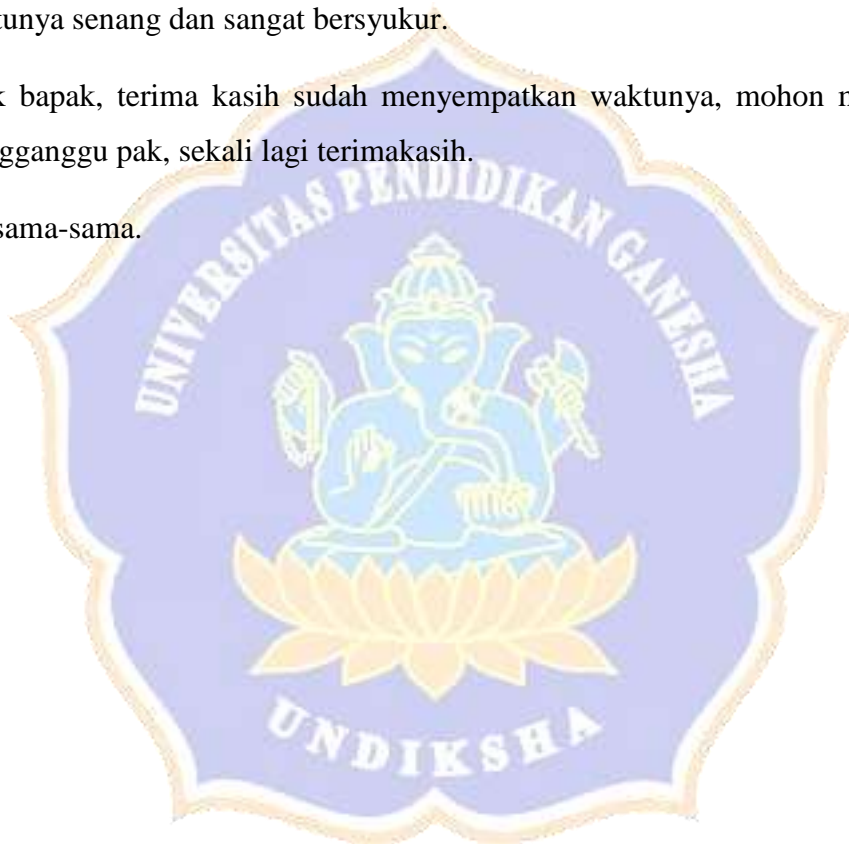 tunya senang dan sangat bersyukur.
k bapak, terima kasih sudah menyempatkan waktunya, mohon m
gganggu pak, sekali lagi terimakasih.
sama-sama.
UNIVERSITAS PENDIDIKAN GANESHA
UNDIKSHA